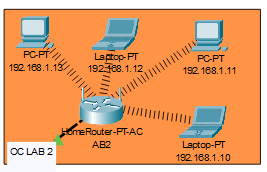 PC-PT
192.168.1.13
Laptop-PT
192.168.1.12
PC-PT
192.168.1.11
HomeRouter-PT-AC
AB2
Laptop-PT
192.168.1.10
OC LAB 2